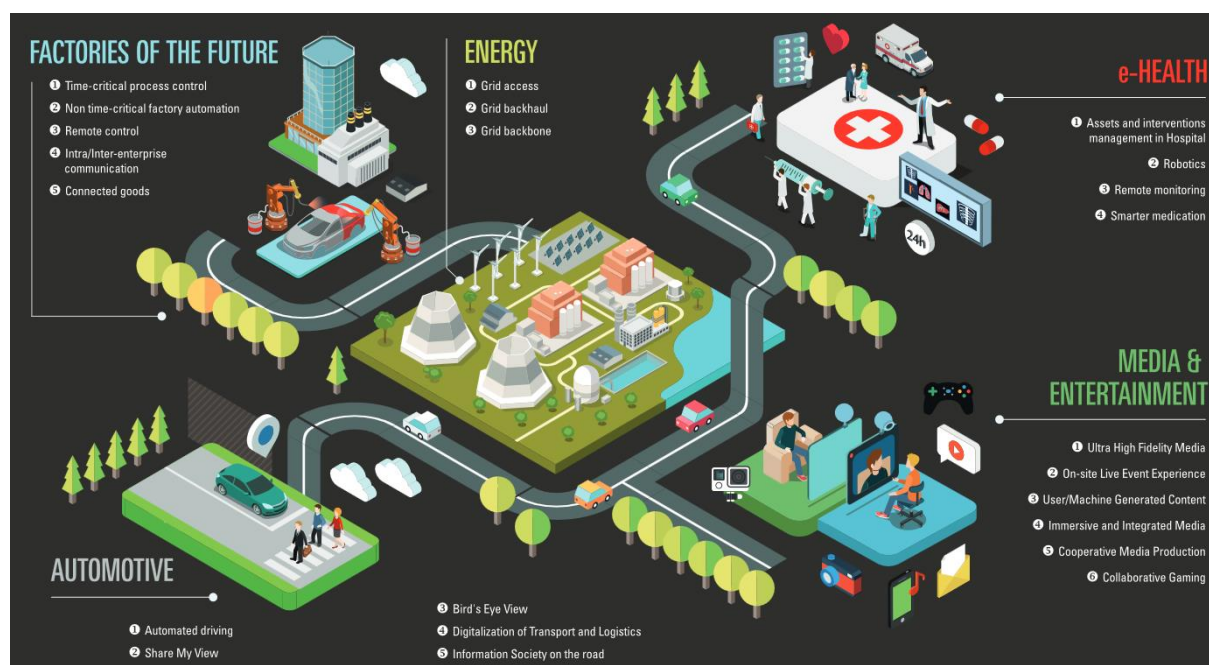 FACTORIES OF THE FUTURE
❶ Time-critical process control
❷ Non time-critical factory automation
❸ Remote control
❹ Intra/Inter-enterprise
communication
❺ Connected goods
ENERGY
❶ Grid access
❷ Grid backhaul
❸ Grid backbone
e-HEALTH
❶ Assets and interventions
management in Hospital
❷ Robotics
❸ Remote monitoring
❹ Smarter medication
24h
MEDIA &
ENTERTAINMENT
❶ Ultra High Fidelity Media
❷ On-site Live Event Experience
❸ User/Machine Generated Content
❹ Immersive and Integrated Media
❺ Cooperative Media Production
❻ Collaborative Gaming
AUTOMOTIVE
❶ Automated driving
❷ Share My View
❸ Bird's Eye View
❹ Digitalization of Transport and Logistics
❺ Information Society on the road